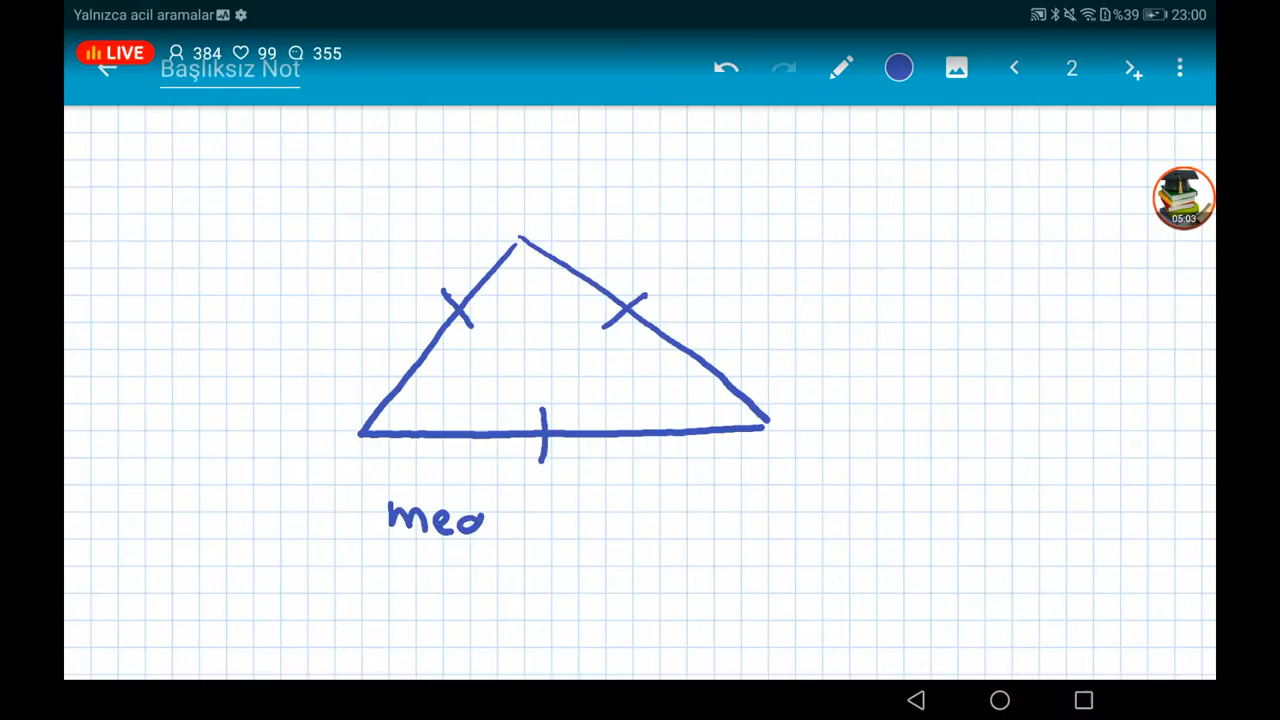 Yalnızca acil aramalar %39 23:00
LIVE 384 99 355
Başlıksız Not 2
05:03
meo